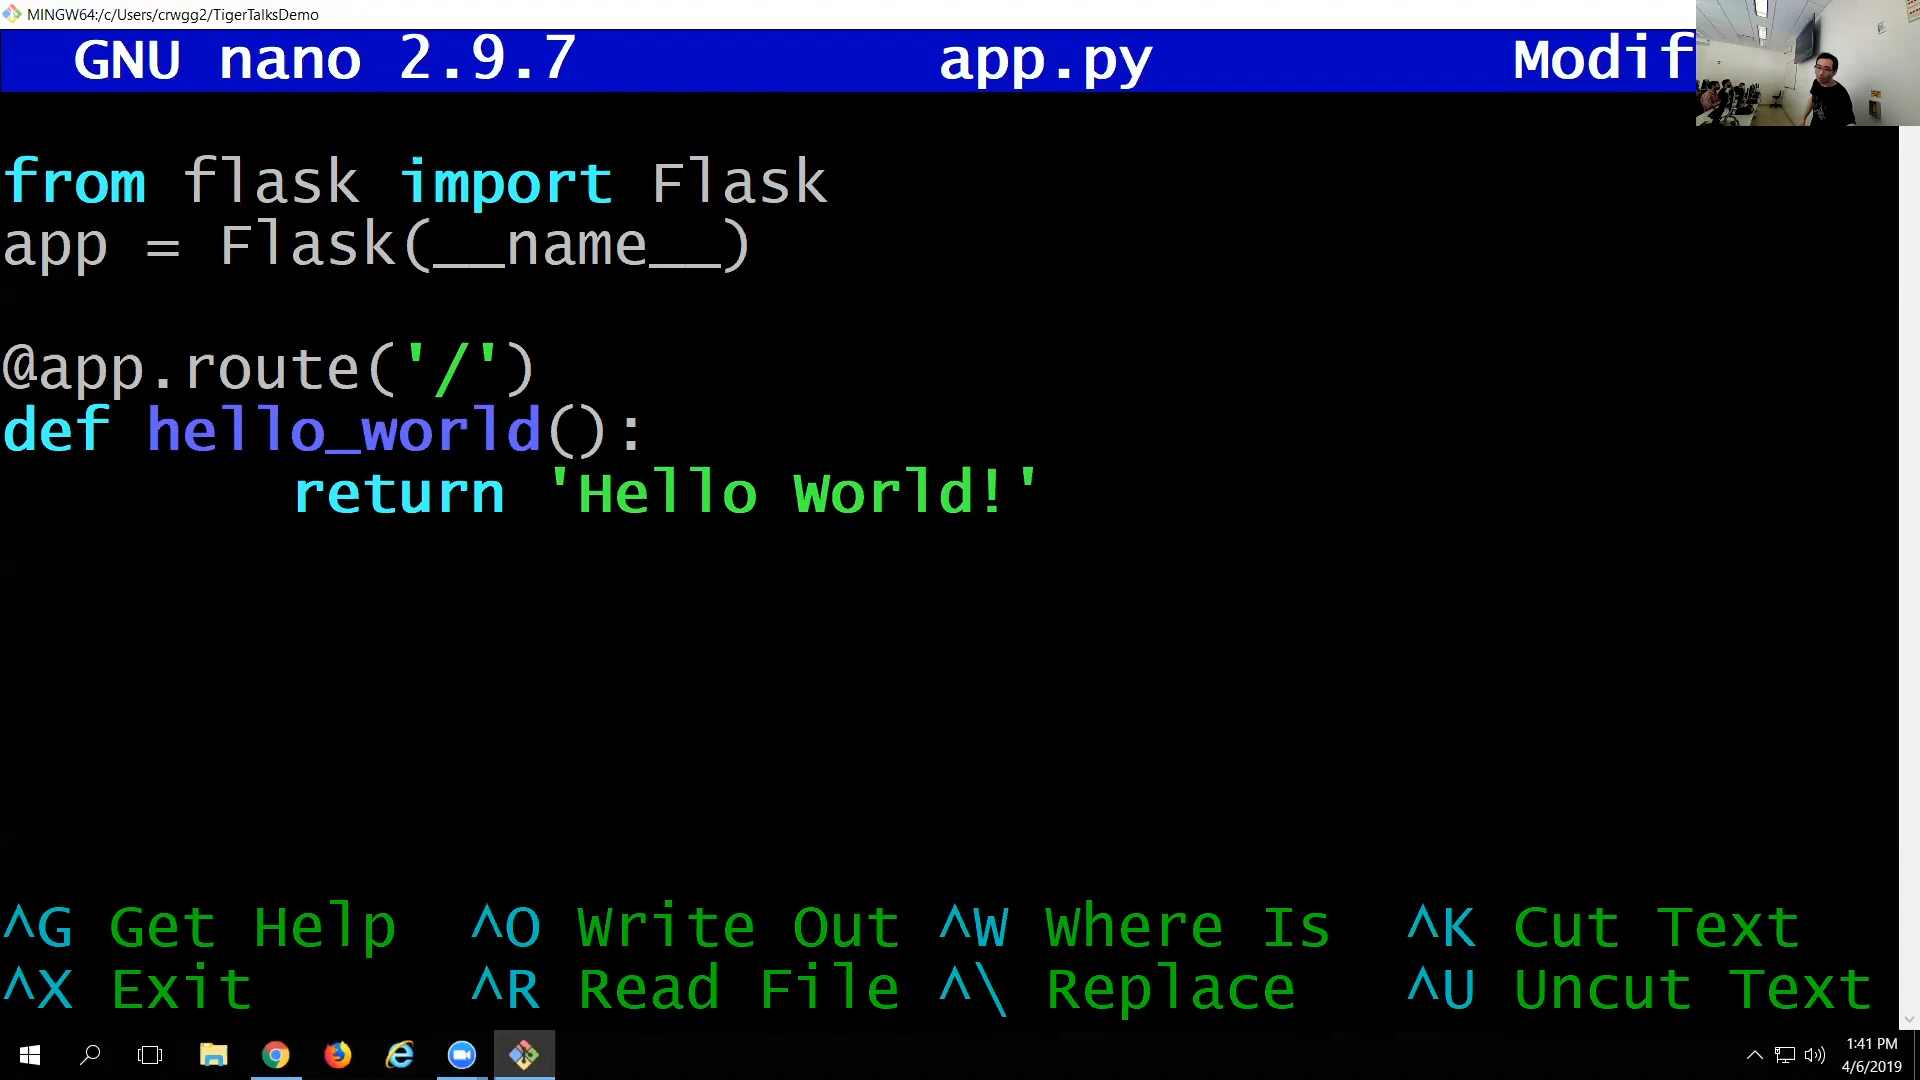 MINGW64:/c/Users/crwgg2/TigerTalksDemo
GNU nano 2.9.7 app.py Modif
from flask import Flask
app = Flask(__name__)
@app.route('/')
def hello_world():
        return 'Hello World!'
^G Get Help ^O Write Out ^W Where Is ^K Cut Text
^X Exit ^R Read File ^\ Replace ^U Uncut Text
1:41 PM
4/6/2019